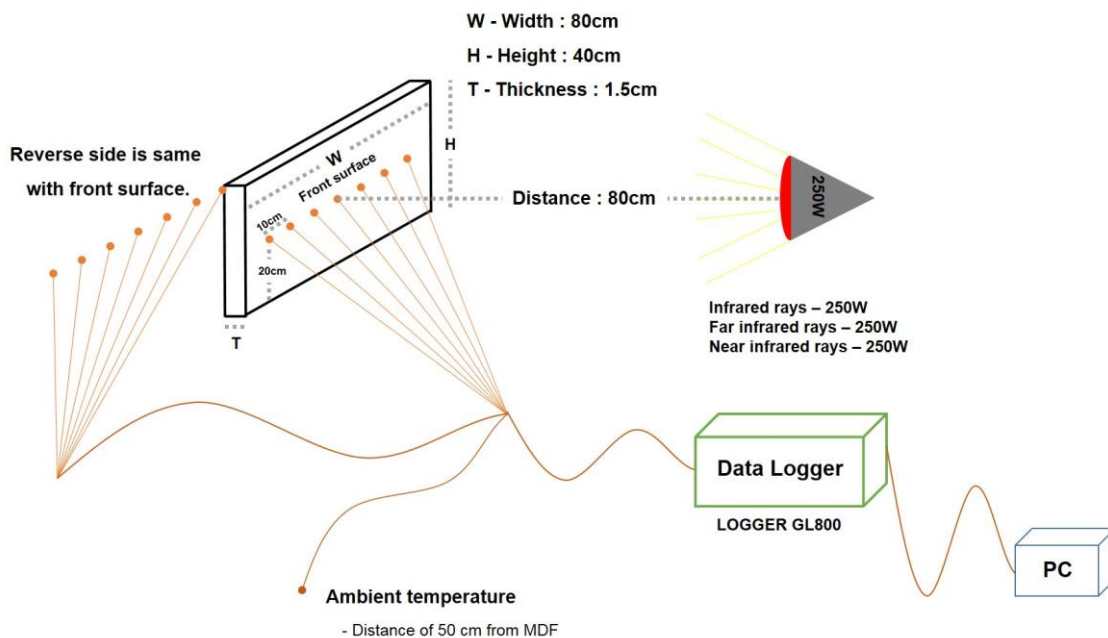 W - Width : 80cm
H - Height : 40cm
T - Thickness : 1.5cm
Reverse side is same
with front surface.
W
H
Front surface
10cm
20cm
T
Distance : 80cm
250W
Infrared rays – 250W
Far infrared rays – 250W
Near infrared rays – 250W
Data Logger
LOGGER GL800
PC
Ambient temperature
- Distance of 50 cm from MDF